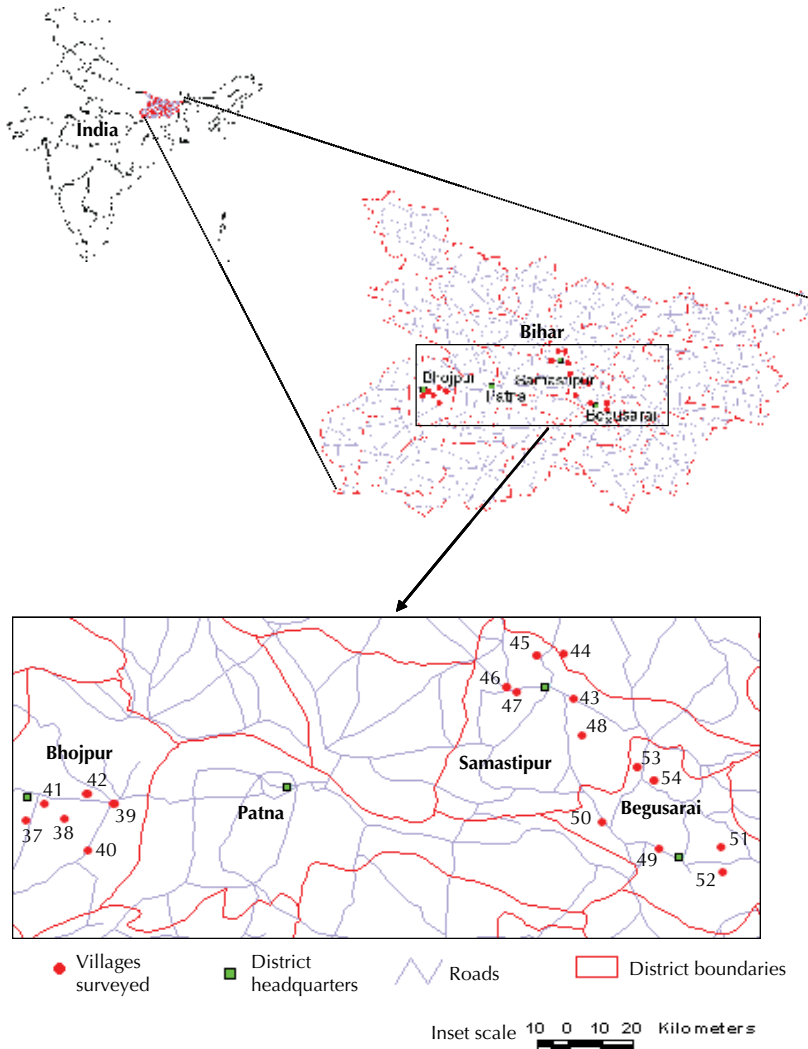 India
Bihar
Bhojpur
Samastipur
Patna
Begusarai
45
44
46
47
43
48
Bhojpur
Samastipur
53
42
54
41
Patna
Begusarai
39
50
37
38
51
49
40
52
Villages
surveyed
District
headquarters
Roads
District boundaries
Inset scale 10 0 10 20 Kilometers